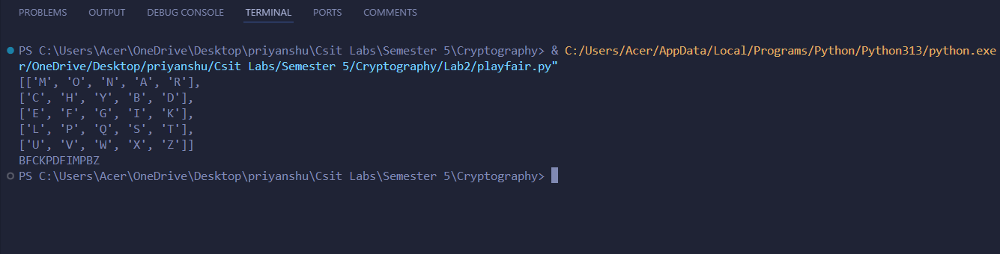 PROBLEMS OUTPUT DEBUG CONSOLE TERMINAL PORTS COMMENTS
PS C:\Users\Acer\OneDrive\Desktop\priyanshu\Csit Labs\Semester 5\Cryptography> & C:/Users/Acer/AppData/Local/Programs/Python/Python313/python.exe
r/OneDrive/Desktop/priyanshu/Csit Labs/Semester 5/Cryptography/Lab2/playfair.py"
[['M', 'O', 'N', 'A', 'R'],
['C', 'H', 'Y', 'B', 'D'],
['E', 'F', 'G', 'I', 'K'],
['L', 'P', 'Q', 'S', 'T'],
['U', 'V', 'W', 'X', 'Z']]
BFCKPDFIMPBZ
PS C:\Users\Acer\OneDrive\Desktop\priyanshu\Csit Labs\Semester 5\Cryptography>